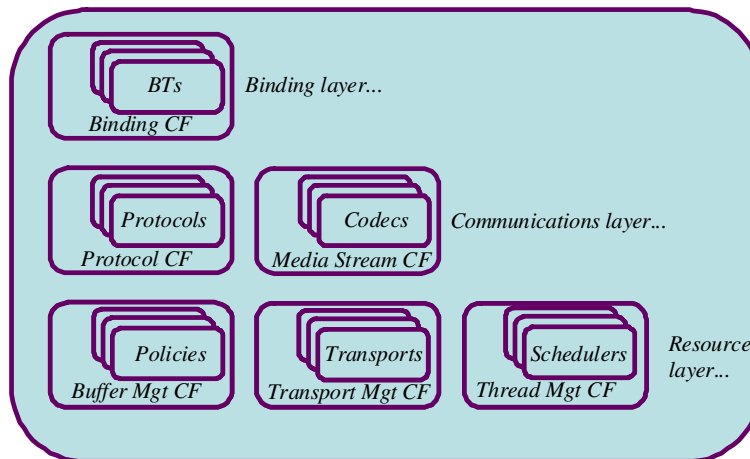 BTs
Binding layer...
Binding CF
Protocols
Codecs
Communications layer...
Protocol CF
Media Stream CF
Policies
Transports
Schedulers
Resource
layer...
Buffer Mgt CF
Transport Mgt CF
Thread Mgt CF